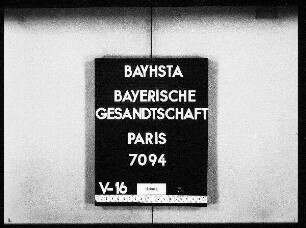 BAYHSTA
BAYERISCHE
GESANDTSCHAFT
PARIS
7094
V-16